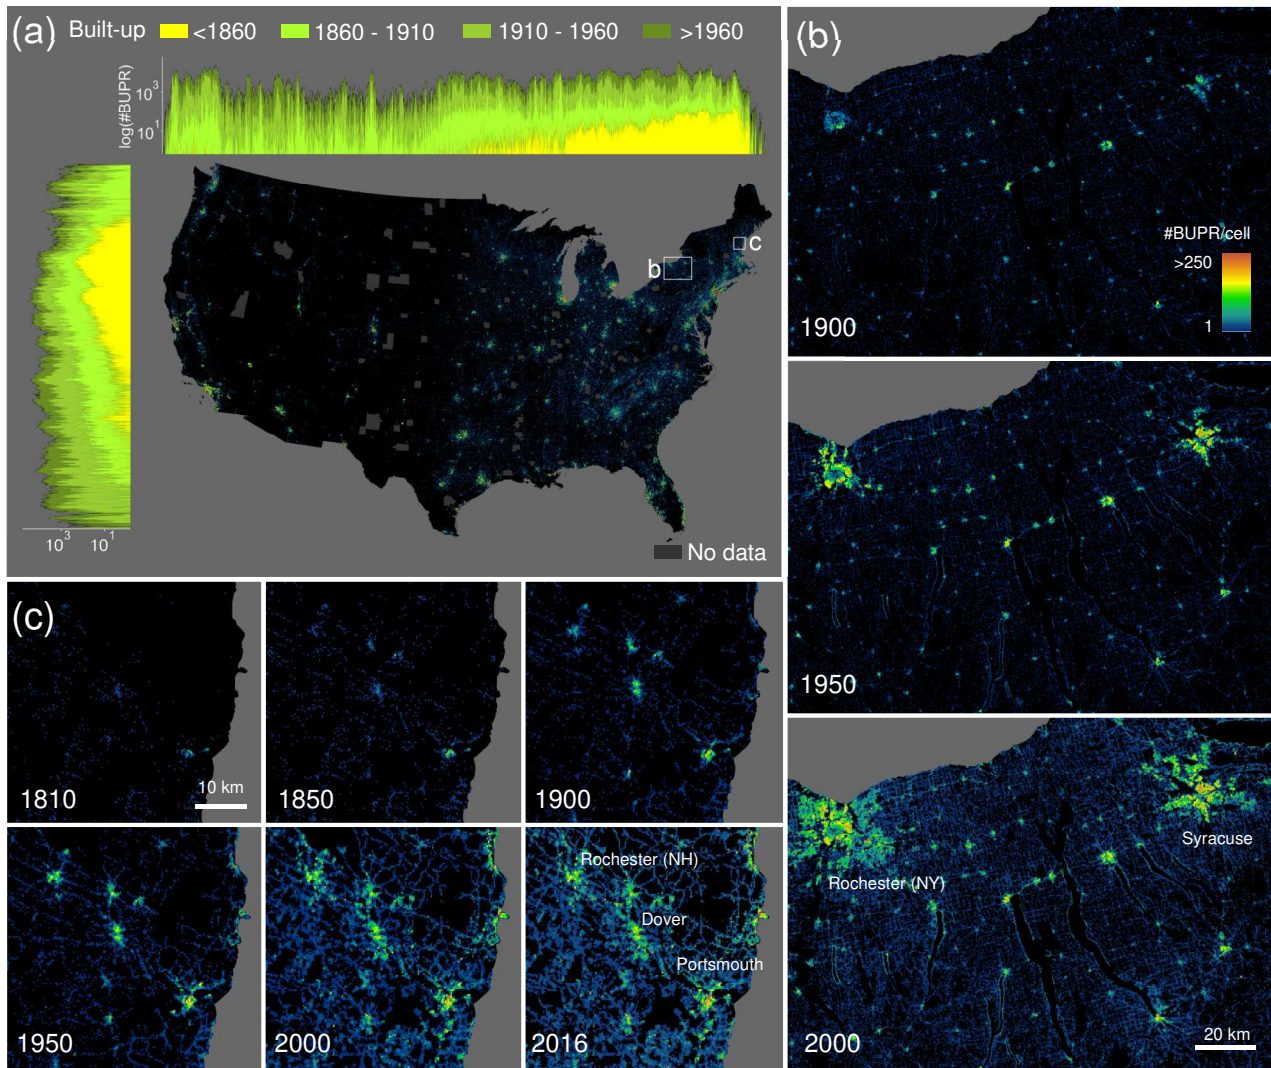 (a) Built-up <1860 1860 - 1910 1910 - 1960 >1960
log(#BUPR)
10³
10¹
b
c
10³ 10¹
No data
(b)
#BUPR/cell
>250
1
1900
1950
Syracuse
Rochester (NY)
2000
20 km
(c)
1810
10 km
1850
1900
1950
2000
Rochester (NH)
Dover
Portsmouth
2016